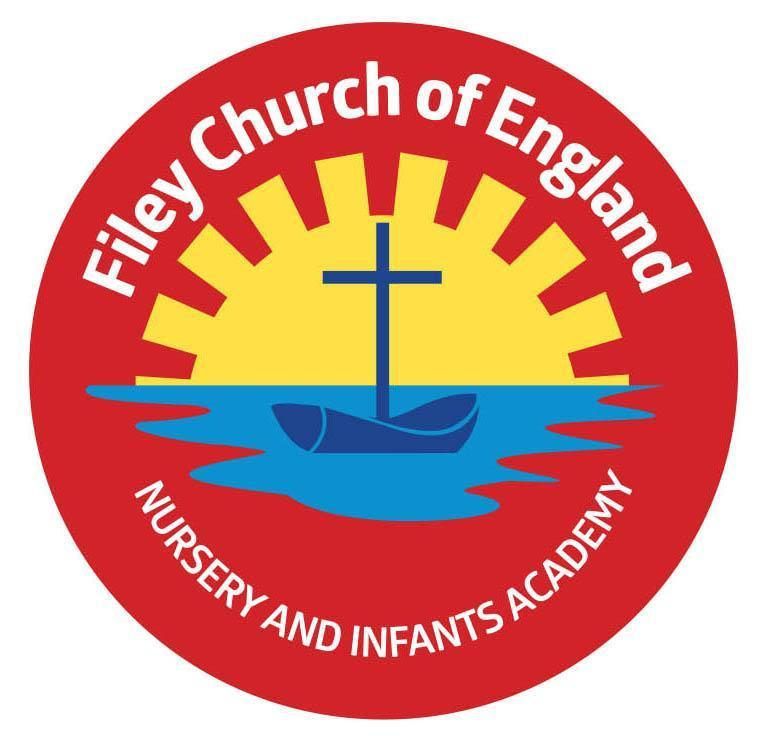 Filey Church of England
NURSERY AND INFANTS ACADEMY